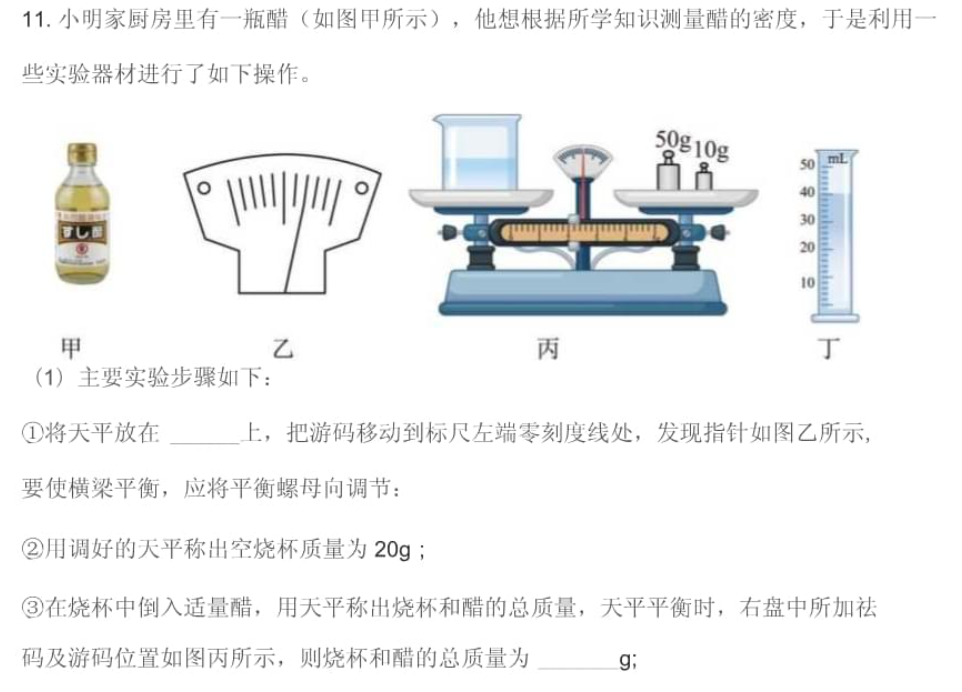 11. 小明家厨房里有一瓶醋（如图甲所示），他想根据所学知识测量醋的密度，于是利用一
些实验器材进行了如下操作。
すし酢
50g 10g
mL
50
40
30
20
10
甲 乙 丙 丁
（1）主要实验步骤如下：
①将天平放在 ______上，把游码移动到标尺左端零刻度线处，发现指针如图乙所示,
要使横梁平衡，应将平衡螺母向调节：
②用调好的天平称出空烧杯质量为 20g ;
③在烧杯中倒入适量醋，用天平称出烧杯和醋的总质量，天平平衡时，右盘中所加祛
码及游码位置如图丙所示，则烧杯和醋的总质量为 _______g;